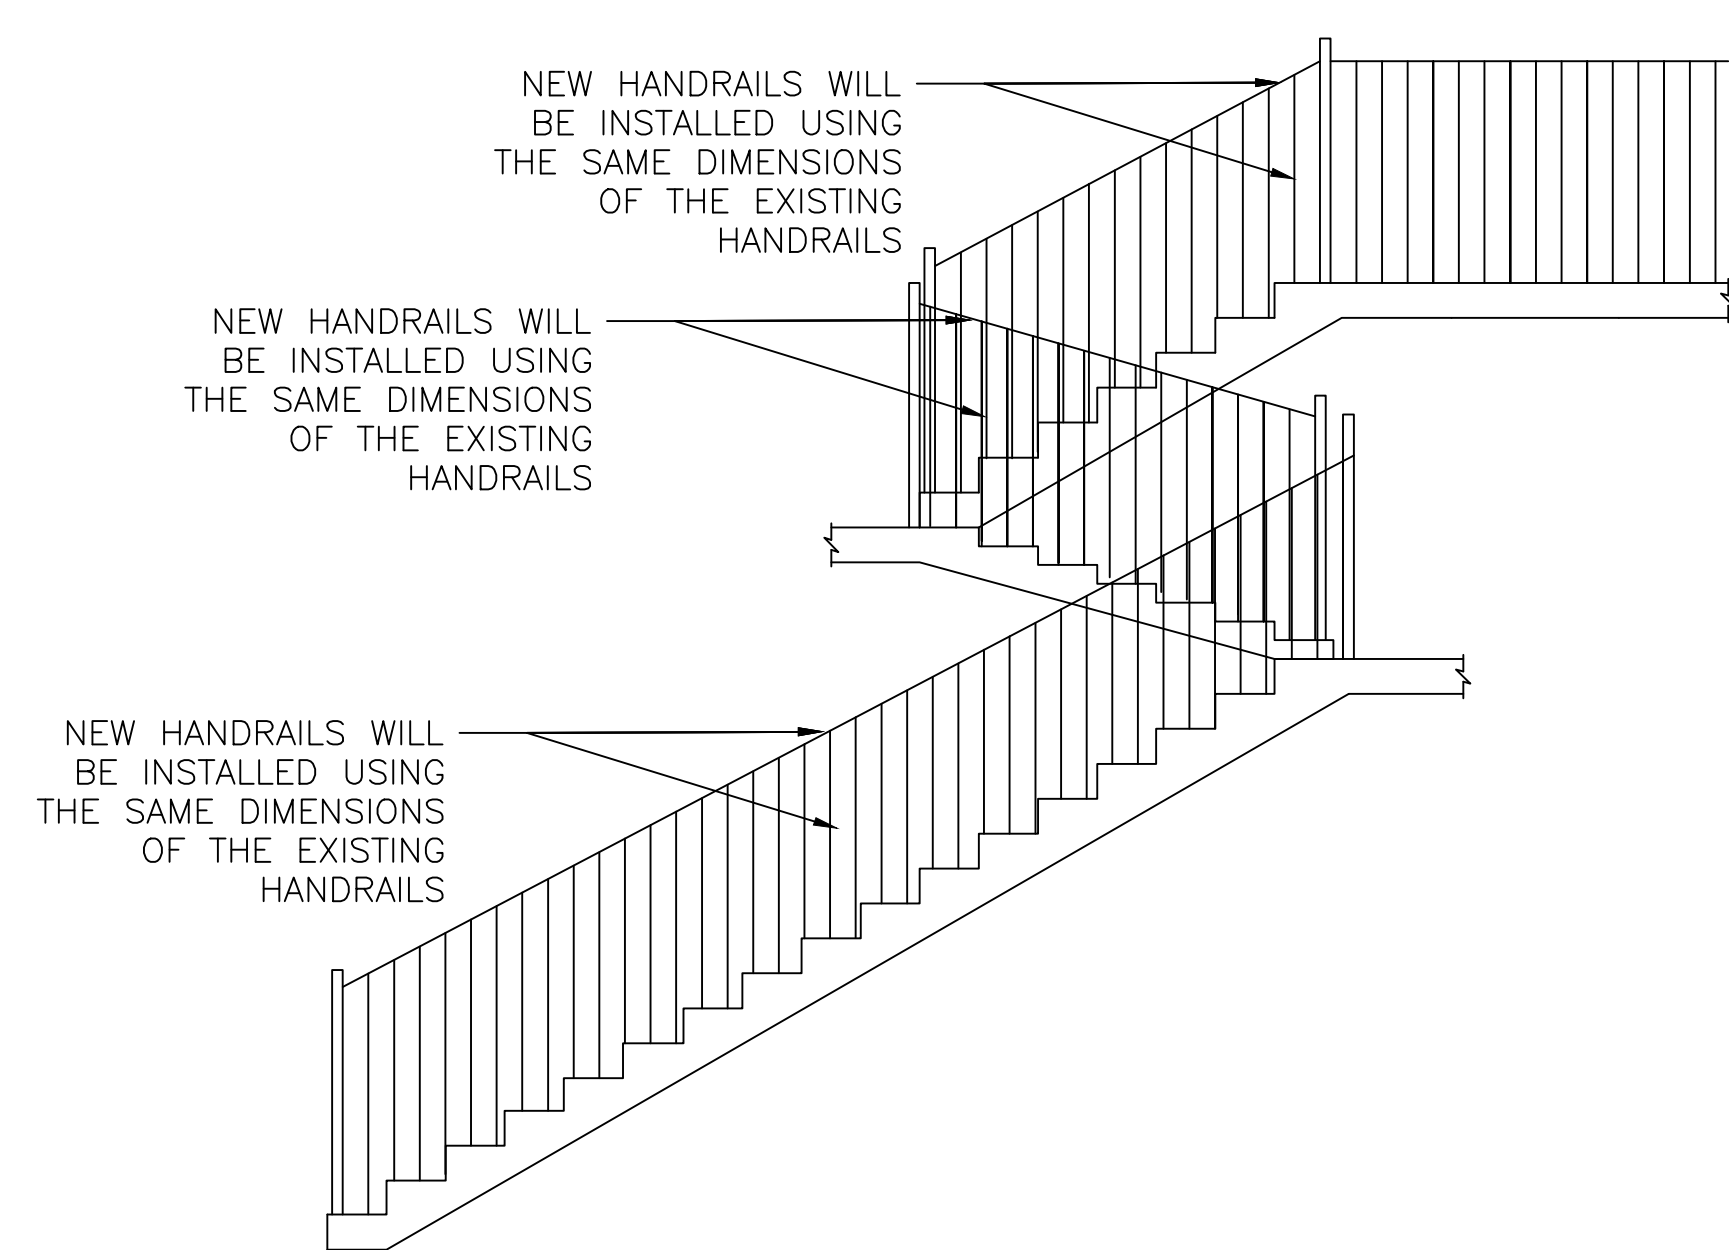 NEW HANDRAILS WILL
BE INSTALLED USING
THE SAME DIMENSIONS
OF THE EXISTING
HANDRAILS
NEW HANDRAILS WILL
BE INSTALLED USING
THE SAME DIMENSIONS
OF THE EXISTING
HANDRAILS
NEW HANDRAILS WILL
BE INSTALLED USING
THE SAME DIMENSIONS
OF THE EXISTING
HANDRAILS